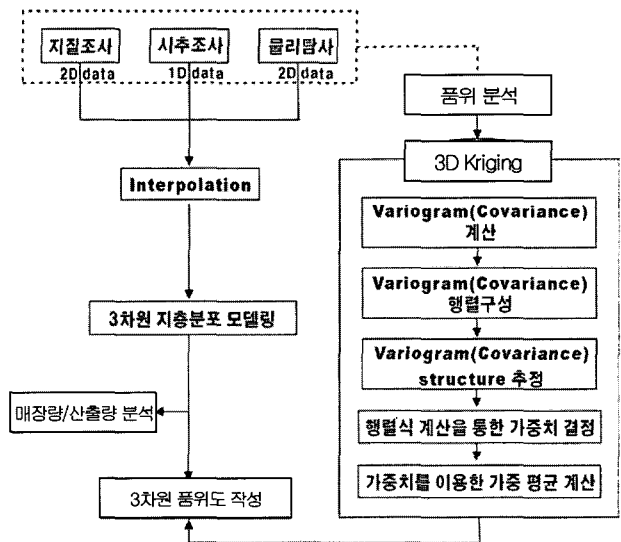 지질조사
시추조사
물리탐사
2D data
1D data
2D data
품위 분석
3D Kriging
Interpolation
Variogram(Covariance)
계산
Variogram(Covariance)
행렬구성
3차원 지층분포 모델링
Variogram(Covariance)
structure 추정
매장량/산출량 분석
행렬식 계산을 통한 가중치 결정
가중치를 이용한 가중 평균 계산
3차원 품위도 작성